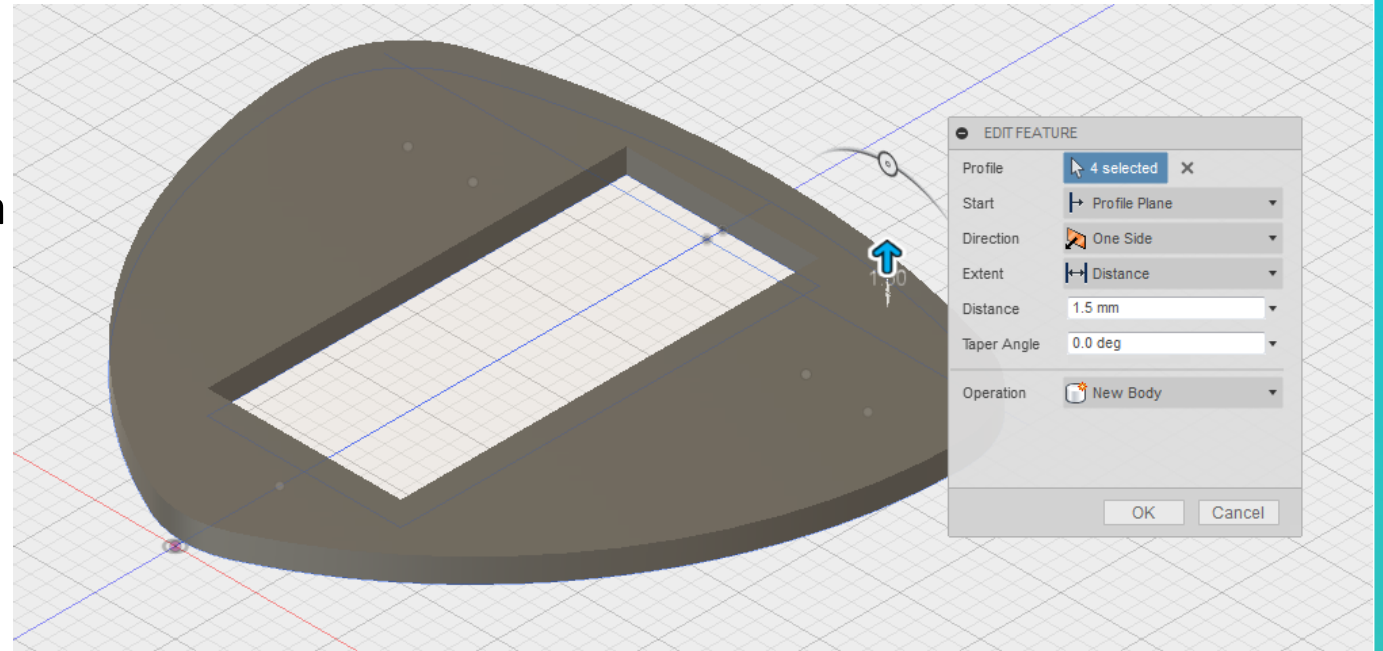 EDIT FEATURE
Profile 4 selected
Start Profile Plane
Direction One Side
Extent Distance
Distance 1.5 mm
Taper Angle 0.0 deg
Operation New Body
OK Cancel